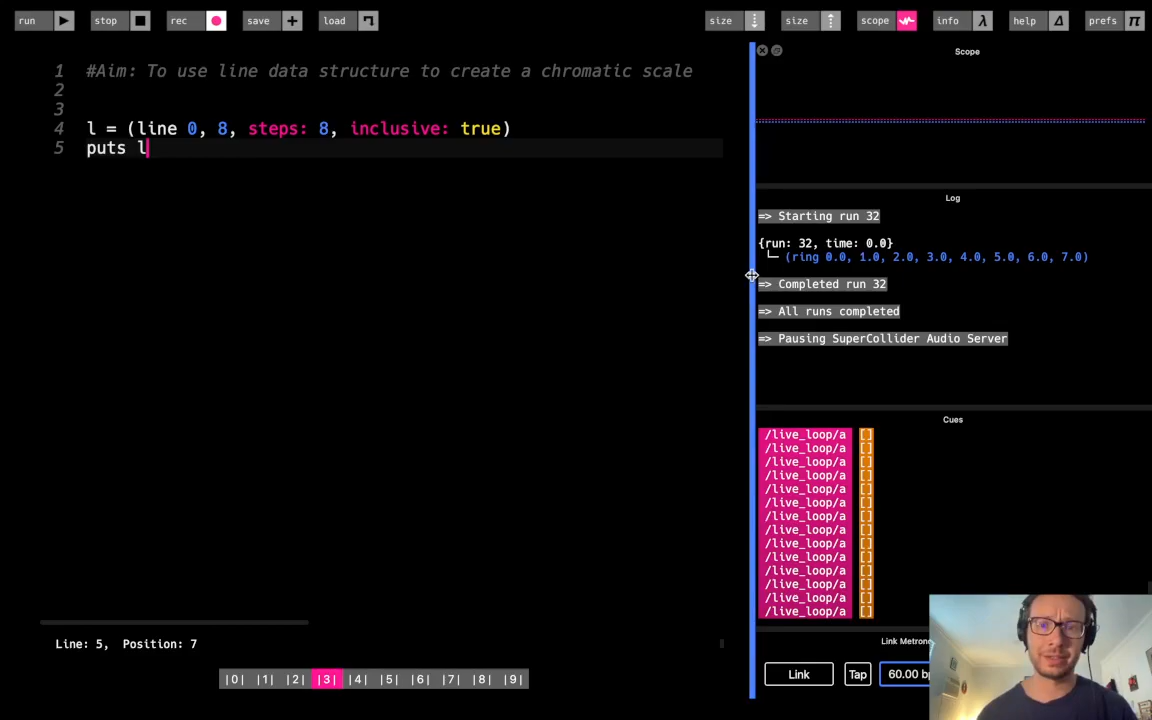 run stop rec save + load size size scope info λ help Δ prefs π
1 #Aim: To use line data structure to create a chromatic scale
2
3
4 l = (line 0, 8, steps: 8, inclusive: true)
5 puts l
Line: 5, Position: 7
|0| |1| |2| |3| |4| |5| |6| |7| |8| |9|
Scope
Log
=> Starting run 32
{run: 32, time: 0.0}
└─ (ring 0.0, 1.0, 2.0, 3.0, 4.0, 5.0, 6.0, 7.0)
=> Completed run 32
=> All runs completed
=> Pausing SuperCollider Audio Server
Cues
/live_loop/a []
/live_loop/a []
/live_loop/a []
/live_loop/a []
/live_loop/a []
/live_loop/a []
/live_loop/a []
/live_loop/a []
/live_loop/a []
/live_loop/a []
/live_loop/a []
/live_loop/a []
/live_loop/a []
/live_loop/a []
Link Metron
Link Tap 60.00 bp